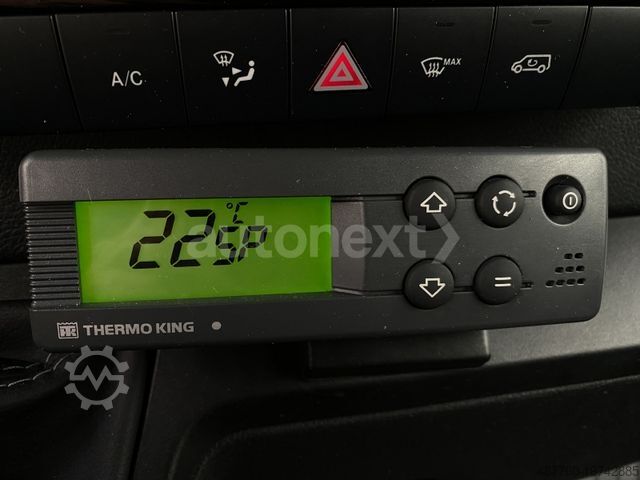 A/C
MAX
°C
22SP
autonext
THERMO KING